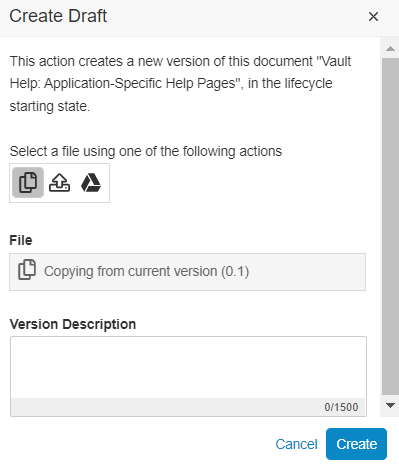 Create Draft
This action creates a new version of this document "Vault
Help: Application-Specific Help Pages", in the lifecycle
starting state.
Select a file using one of the following actions
File
Copying from current version (0.1)
Version Description
0/1500
Cancel
Create